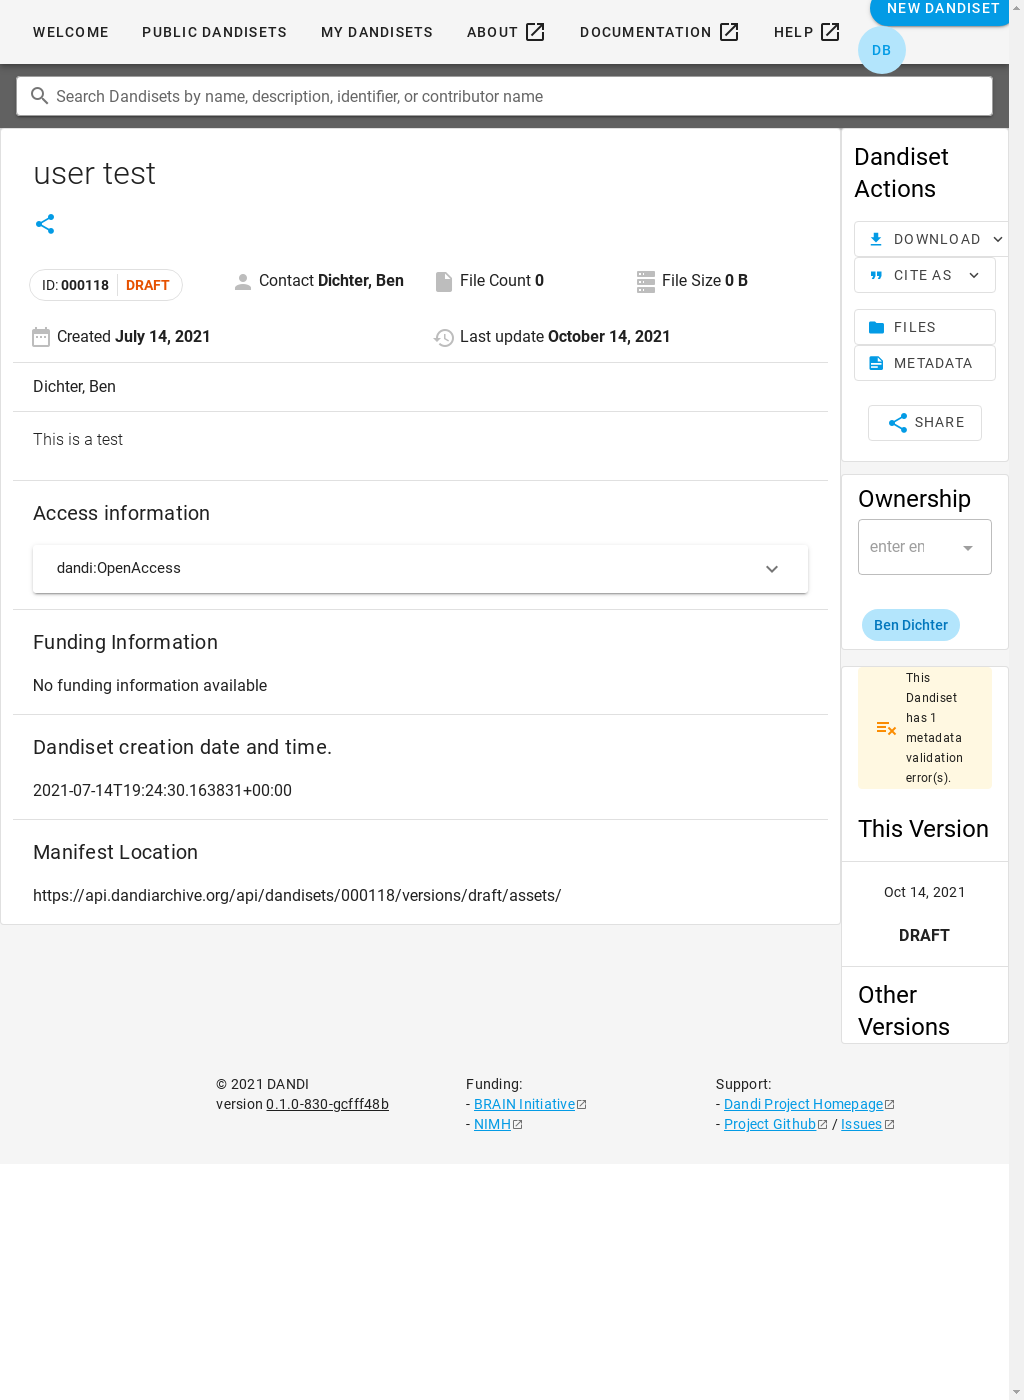 WELCOME PUBLIC DANDISETS MY DANDISETS ABOUT DOCUMENTATION HELP NEW DANDISET
DB
Search Dandisets by name, description, identifier, or contributor name
user test
ID: 000118 DRAFT
Contact Dichter, Ben
File Count 0
File Size 0 B
Created July 14, 2021
Last update October 14, 2021
Dichter, Ben
This is a test
Access information
dandi:OpenAccess
Funding Information
No funding information available
Dandiset creation date and time.
2021-07-14T19:24:30.163831+00:00
Manifest Location
https://api.dandiarchive.org/api/dandisets/000118/versions/draft/assets/
Dandiset
Actions
DOWNLOAD
CITE AS
FILES
METADATA
SHARE
Ownership
enter en
Ben Dichter
This
Dandiset
has 1
metadata
validation
error(s).
This Version
Oct 14, 2021
DRAFT
Other
Versions
© 2021 DANDI
version 0.1.0-830-gcfff48b
Funding:
- BRAIN Initiative
- NIMH
Support:
- Dandi Project Homepage
- Project Github / Issues